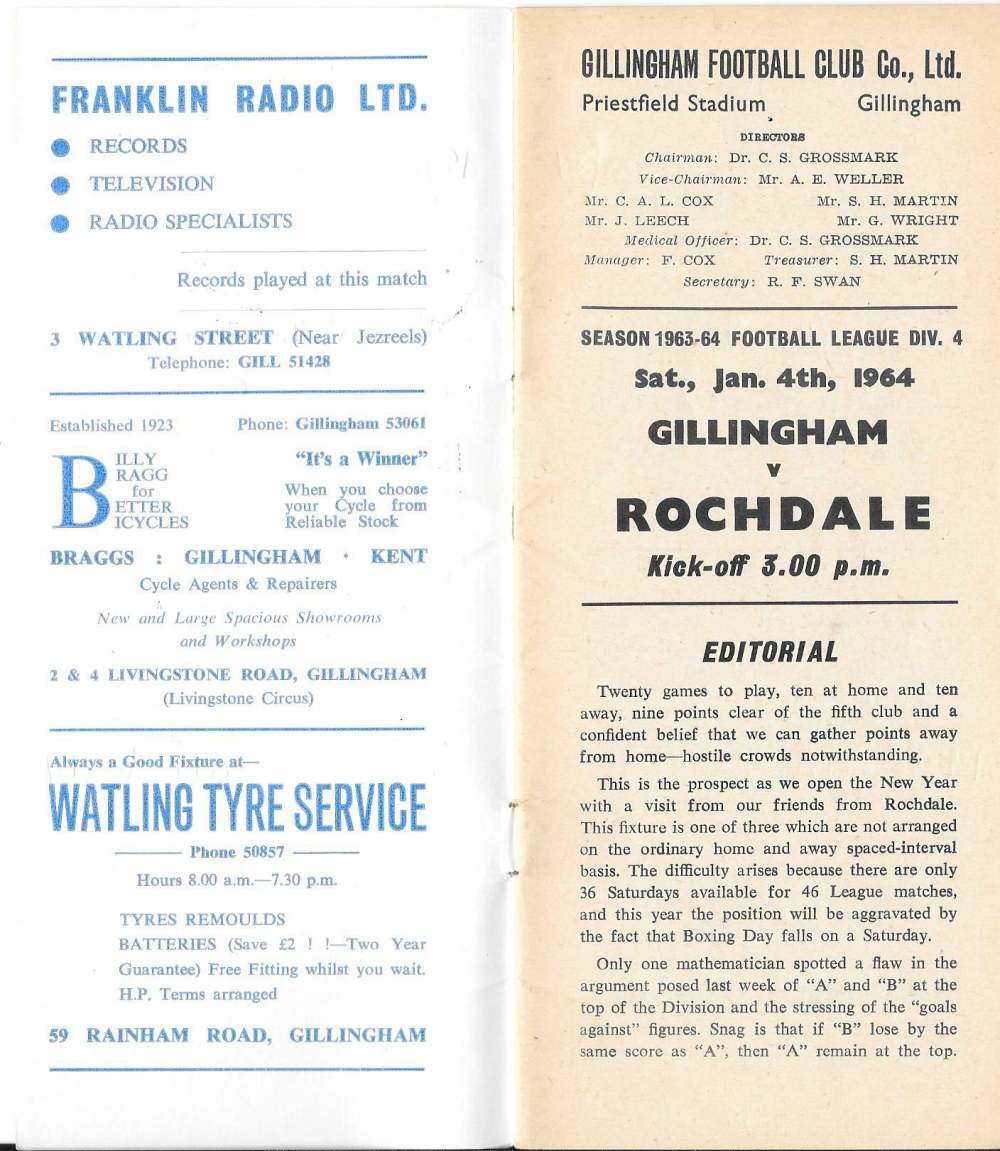 FRANKLIN RADIO LTD.
● RECORDS
● TELEVISION
● RADIO SPECIALISTS
Records played at this match
3 WATLING STREET (Near Jezreels)
Telephone: GILL 51428
Established 1923 Phone: Gillingham 53061
BILLY
RAGG
for
BETTER
BICYCLES
"It's a Winner"
When you choose
your Cycle from
Reliable Stock
BRAGGS : GILLINGHAM · KENT
Cycle Agents & Repairers
New and Large Spacious Showrooms
and Workshops
2 & 4 LIVINGSTONE ROAD, GILLINGHAM
(Livingstone Circus)
Always a Good Fixture at—
WATLING TYRE SERVICE
Phone 50857
Hours 8.00 a.m.—7.30 p.m.
TYRES REMOULDS
BATTERIES (Save £2 ! !—Two Year
Guarantee) Free Fitting whilst you wait.
H.P. Terms arranged
59 RAINHAM ROAD, GILLINGHAM
GILLINGHAM FOOTBALL CLUB Co., Ltd.
Priestfield Stadium Gillingham
DIRECTORS
Chairman: Dr. C. S. GROSSMARK
Vice-Chairman: Mr. A. E. WELLER
Mr. C. A. L. COX Mr. S. H. MARTIN
Mr. J. LEECH Mr. G. WRIGHT
Medical Officer: Dr. C. S. GROSSMARK
Manager: F. COX Treasurer: S. H. MARTIN
Secretary: R. F. SWAN
SEASON 1963-64 FOOTBALL LEAGUE DIV. 4
Sat., Jan. 4th, 1964
GILLINGHAM
v
ROCHDALE
Kick-off 3.00 p.m.
EDITORIAL
Twenty games to play, ten at home and ten
away, nine points clear of the fifth club and a
confident belief that we can gather points away
from home—hostile crowds notwithstanding.
This is the prospect as we open the New Year
with a visit from our friends from Rochdale.
This fixture is one of three which are not arranged
on the ordinary home and away spaced-interval
basis. The difficulty arises because there are only
36 Saturdays available for 46 League matches,
and this year the position will be aggravated by
the fact that Boxing Day falls on a Saturday.
Only one mathematician spotted a flaw in the
argument posed last week of "A" and "B" at the
top of the Division and the stressing of the "goals
against" figures. Snag is that if "B" lose by the
same score as "A", then "A" remain at the top.